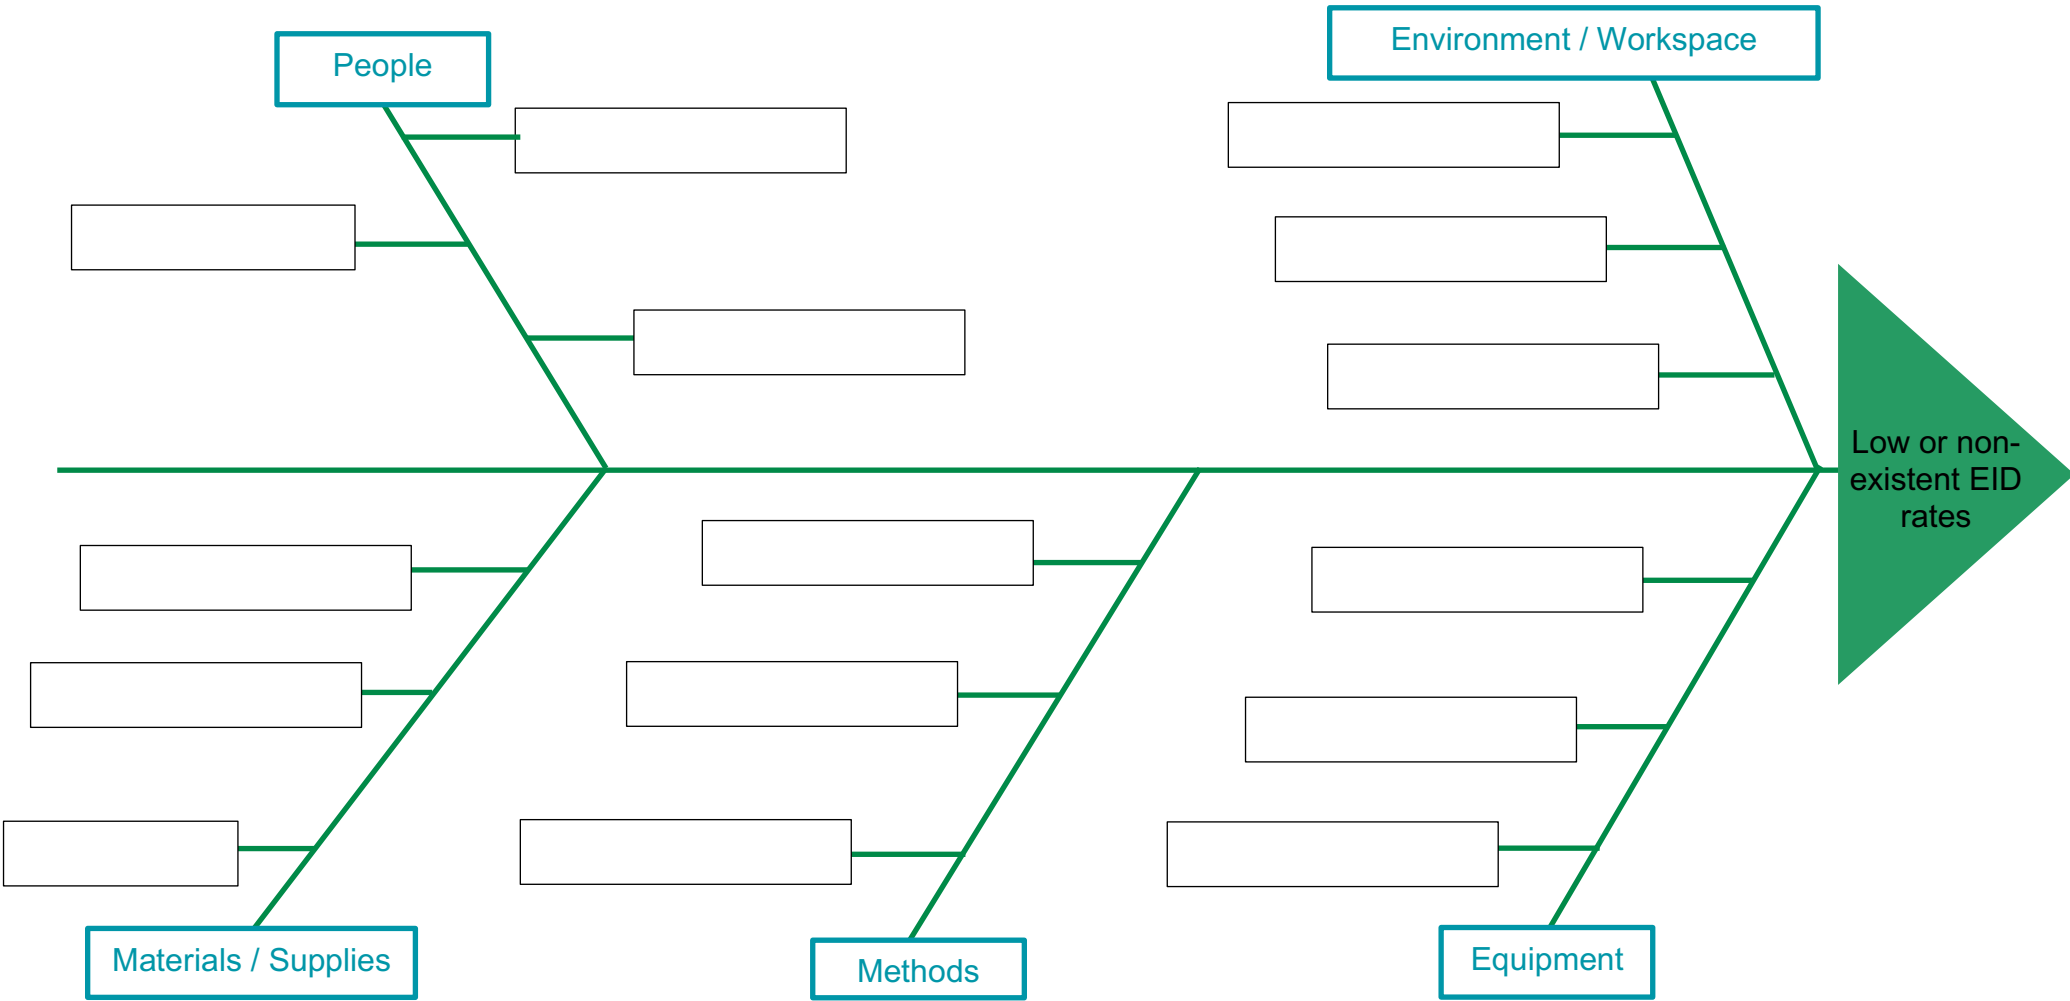 People
Environment / Workspace
Low or non-
existent EID
rates
Materials / Supplies
Methods
Equipment